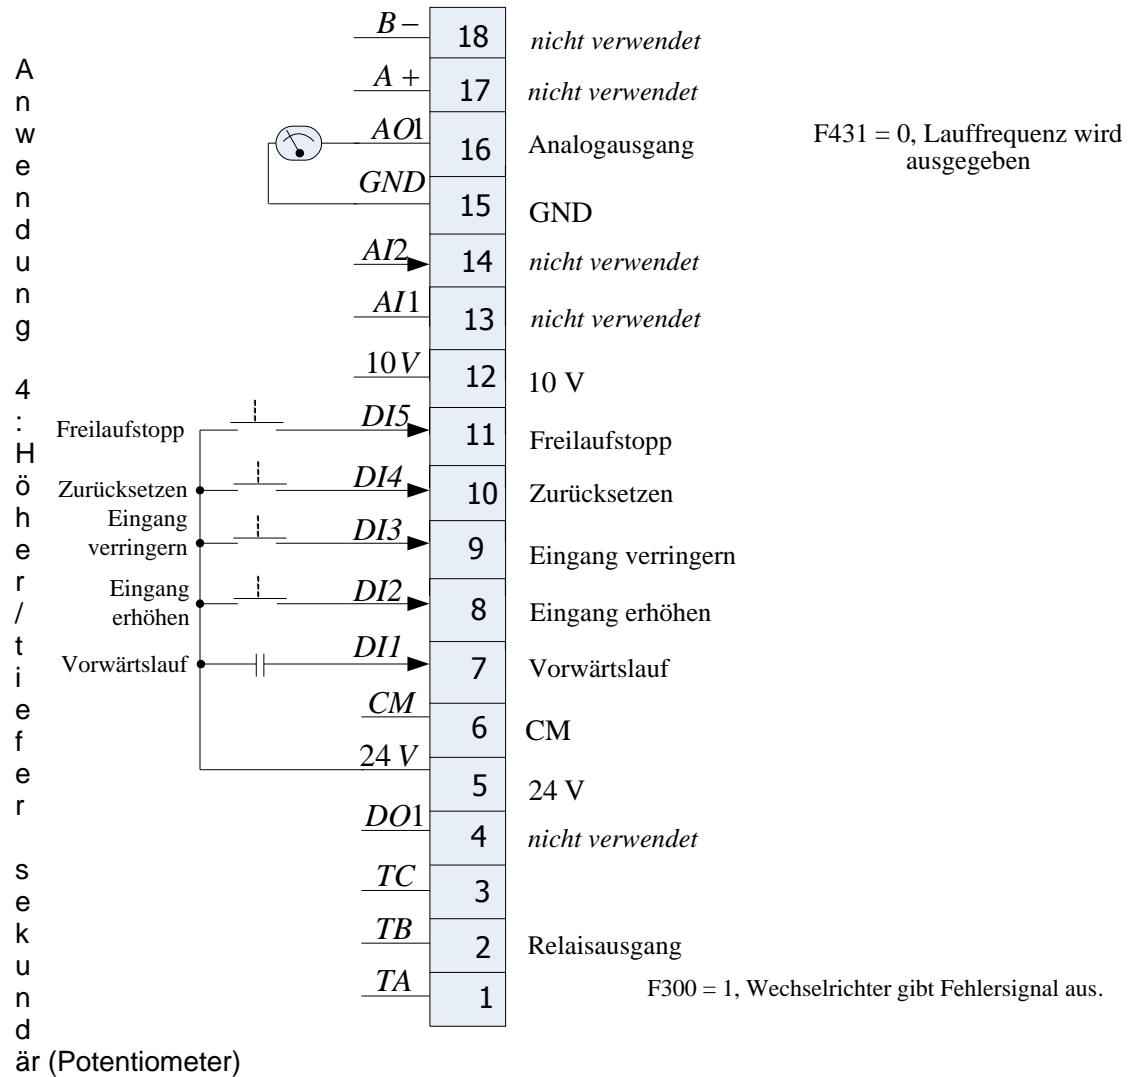 Anwendung 4: Höher/tiefer sekundär (Potentiometer)
B – 18 nicht verwendet
A + 17 nicht verwendet
AO1 16 Analogausgang F431 = 0, Lauffrequenz wird
ausgegeben
GND 15 GND
AI2 14 nicht verwendet
AI1 13 nicht verwendet
10V 12 10 V
Freilaufstopp DI5 11 Freilaufstopp
Zurücksetzen DI4 10 Zurücksetzen
Eingang
verringern DI3 9 Eingang verringern
Eingang
erhöhen DI2 8 Eingang erhöhen
Vorwärtslauf DI1 7 Vorwärtslauf
CM 6 CM
24 V 5 24 V
DO1 4 nicht verwendet
TC 3
TB 2 Relaisausgang
TA 1 F300 = 1, Wechselrichter gibt Fehlersignal aus.